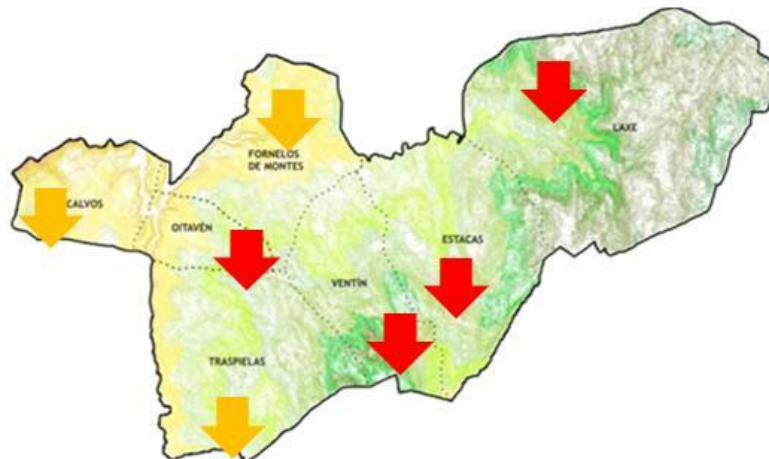 LAXE
FORNELOS
DE MONTES
CALVOS
OITAVÉN
ESTACAS
VENTÍN
TRASPIELAS